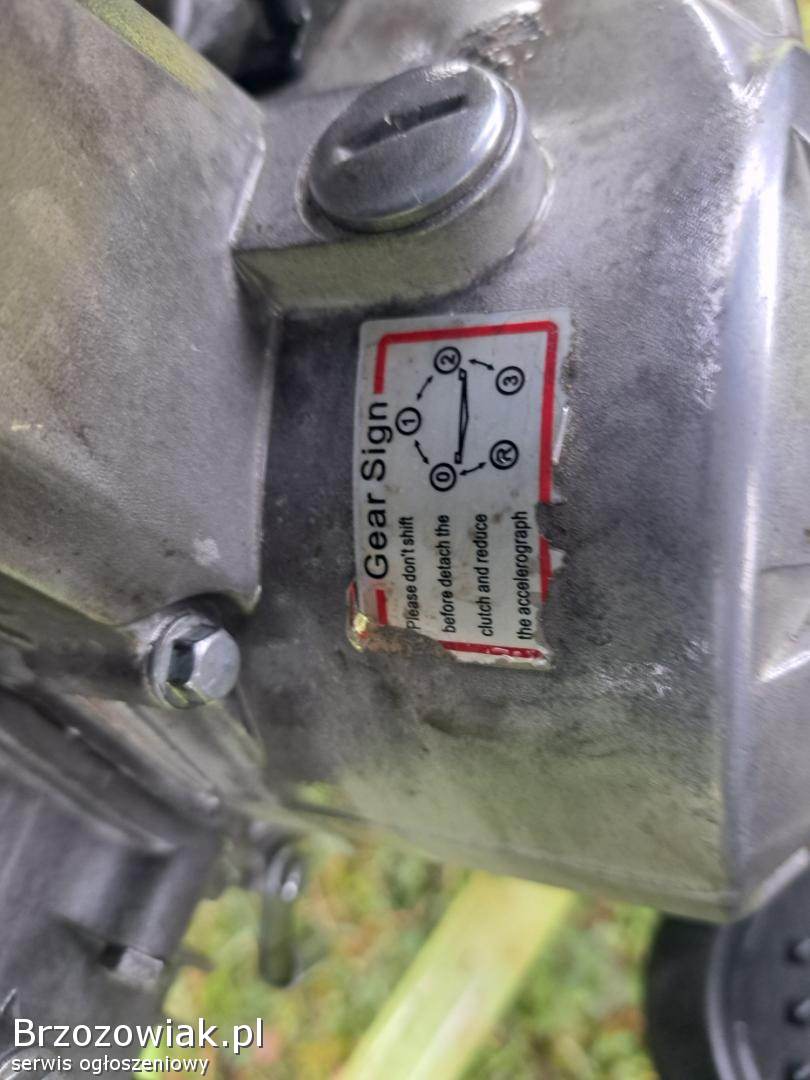 Gear Sign
R 0 1 2 3
Please don't shift
before detach the
clutch and reduce
the accelerograph
Brzozowiak.pl
serwis ogłoszeniowy